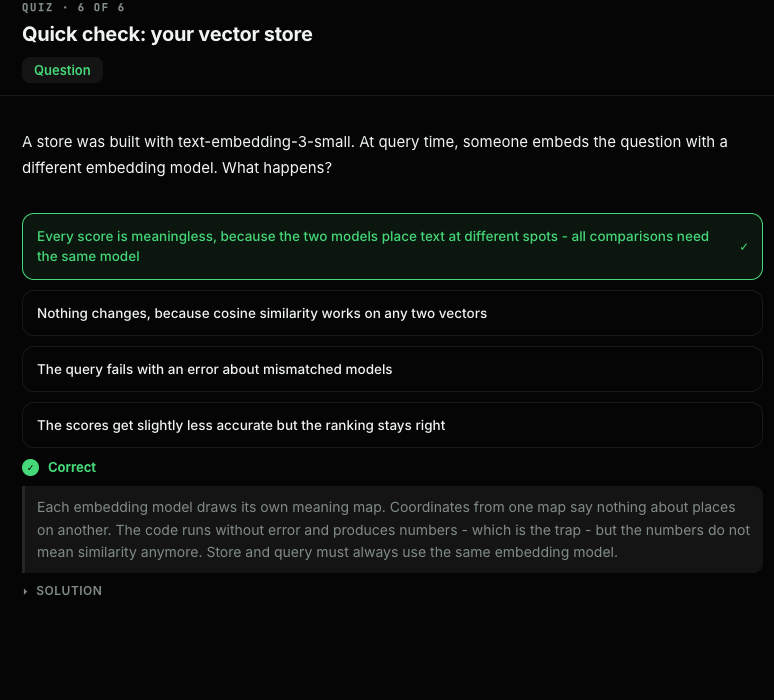 QUIZ · 6 OF 6
Quick check: your vector store
Question
A store was built with text-embedding-3-small. At query time, someone embeds the question with a
different embedding model. What happens?
Every score is meaningless, because the two models place text at different spots - all comparisons need
the same model
✓
Nothing changes, because cosine similarity works on any two vectors
The query fails with an error about mismatched models
The scores get slightly less accurate but the ranking stays right
✓ Correct
Each embedding model draws its own meaning map. Coordinates from one map say nothing about places
on another. The code runs without error and produces numbers - which is the trap - but the numbers do not
mean similarity anymore. Store and query must always use the same embedding model.
SOLUTION